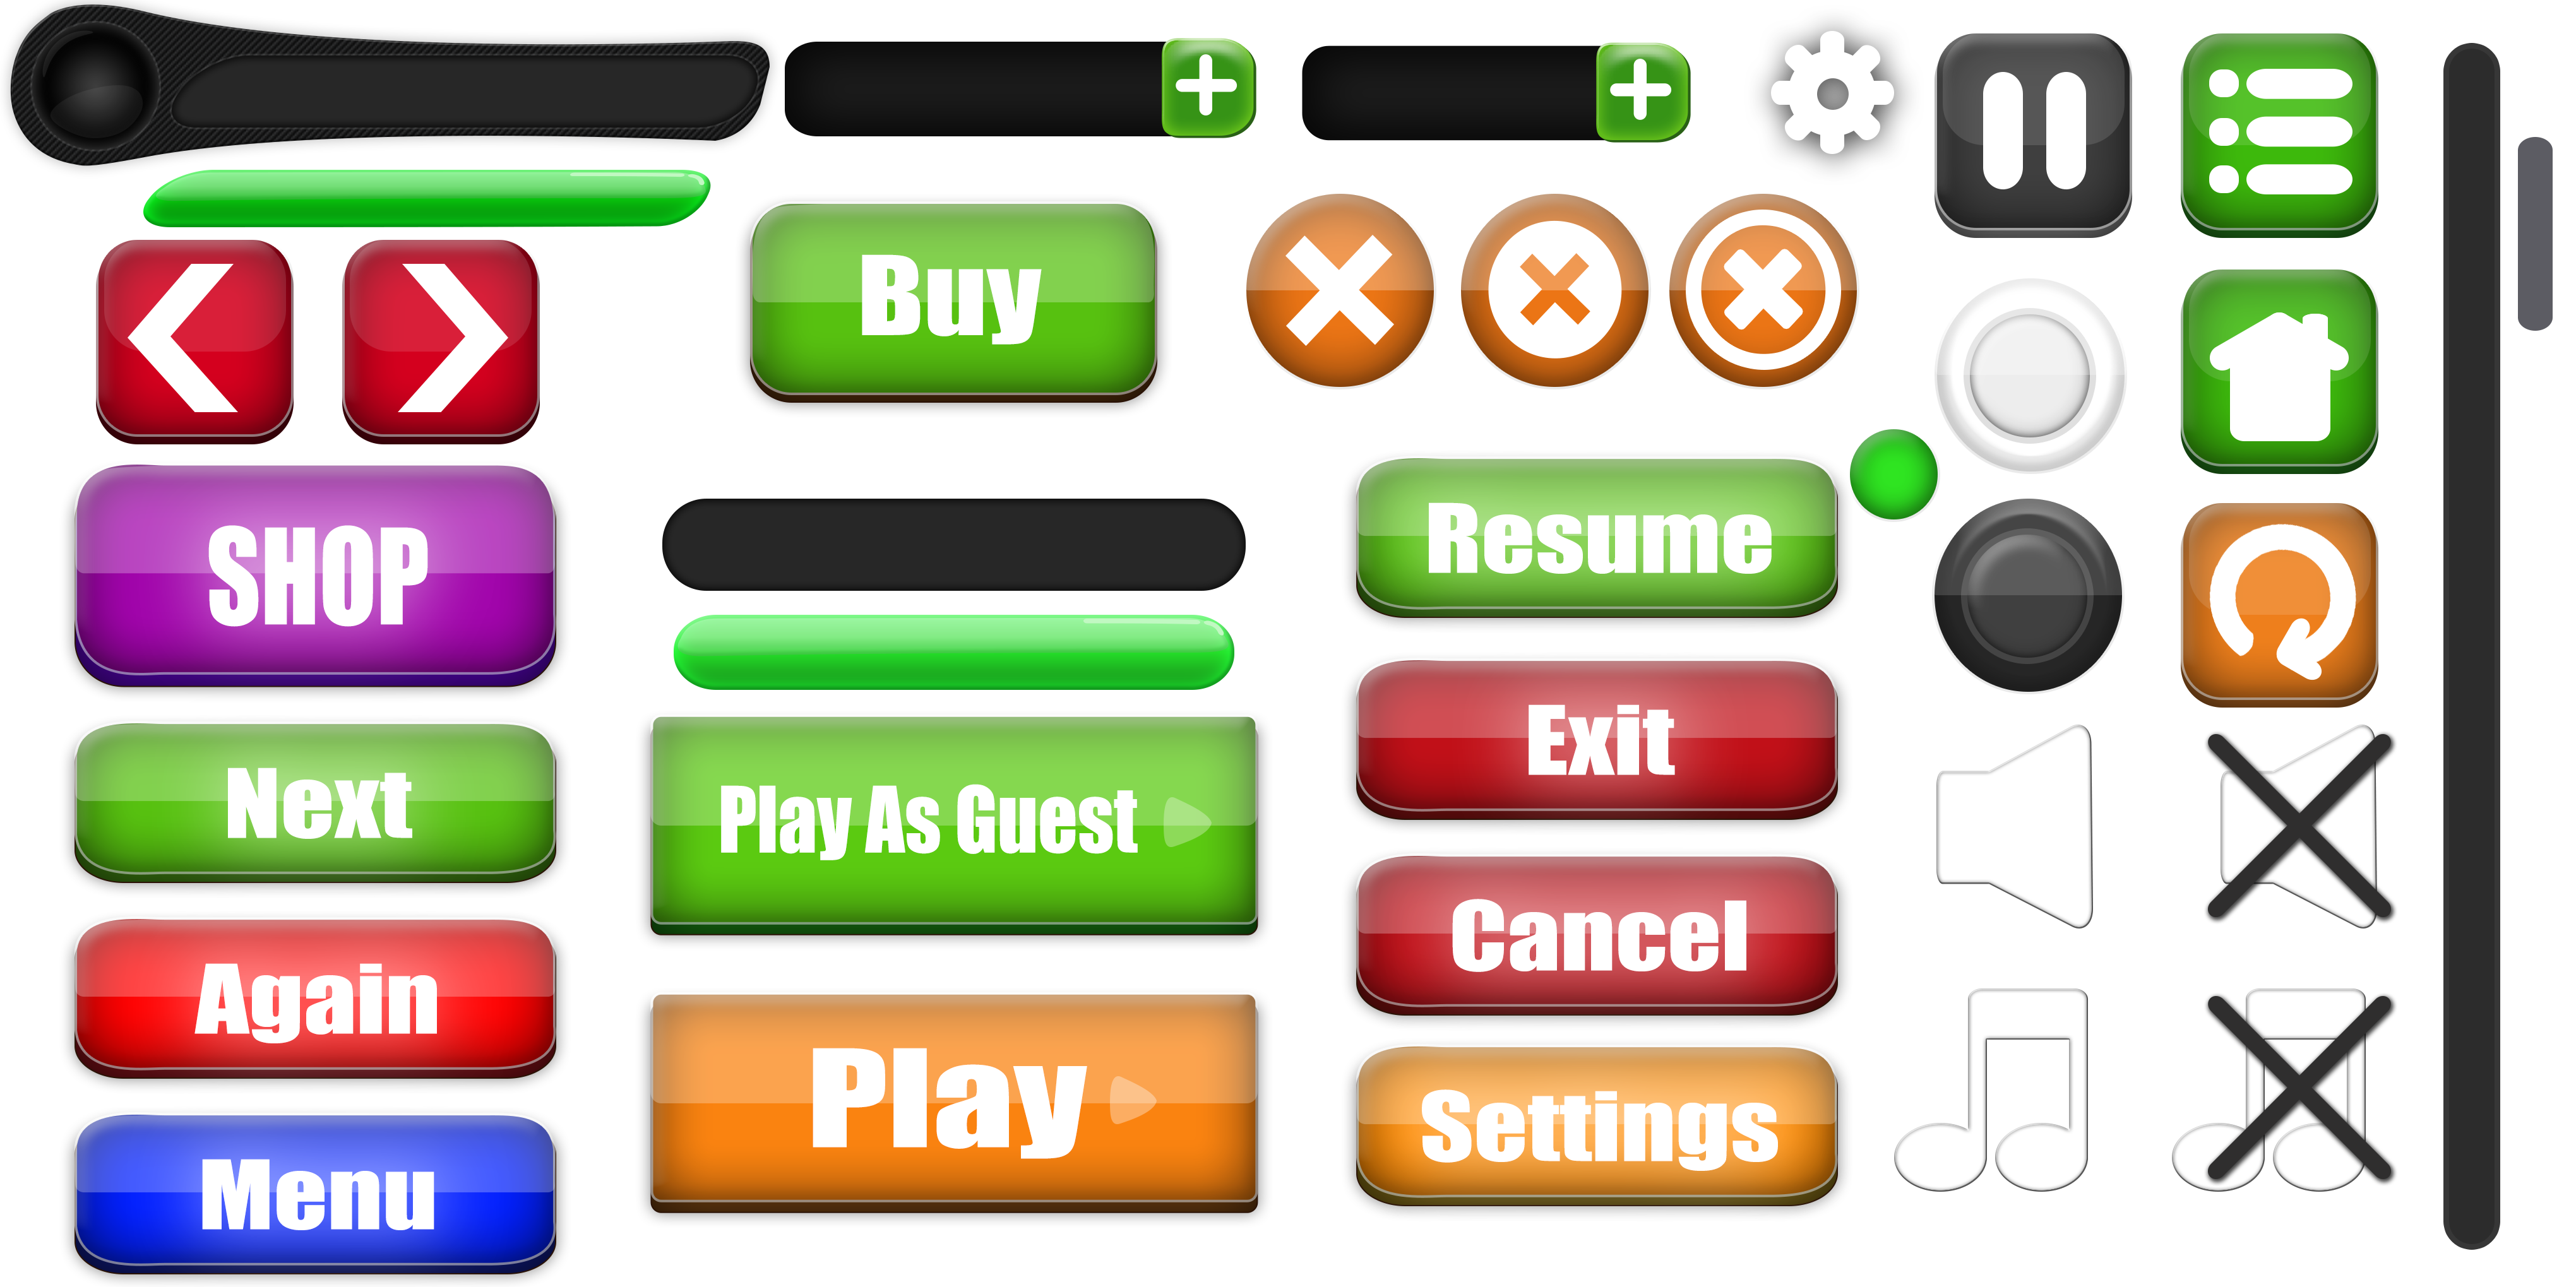 Buy
SHOP
Resume
Next
Exit
Play As Guest
Again
Cancel
Play
Menu
Settings